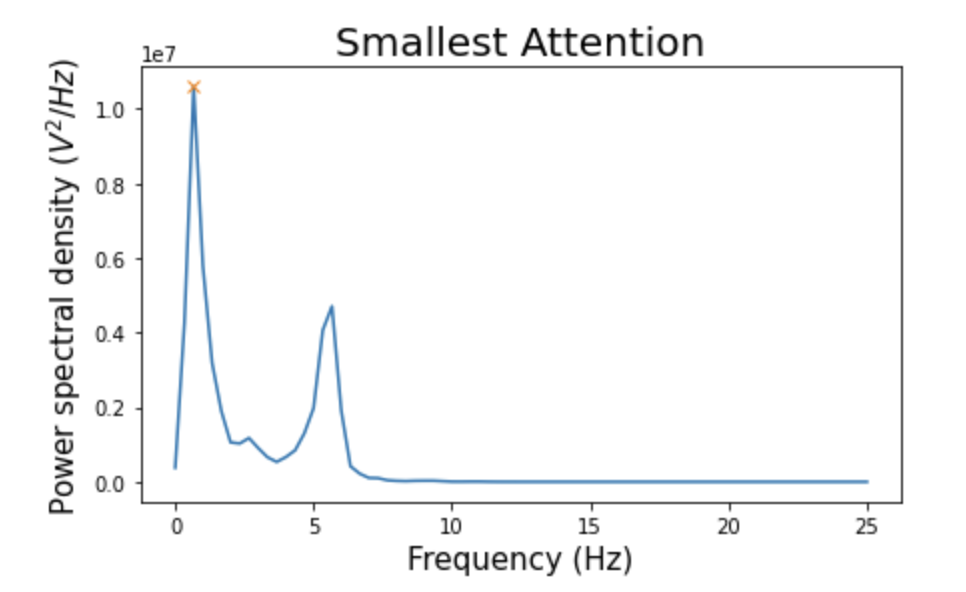 Smallest Attention
1e7
Power spectral density (V²/Hz)
1.0
0.8
0.6
0.4
0.2
0.0
0 5 10 15 20 25
Frequency (Hz)